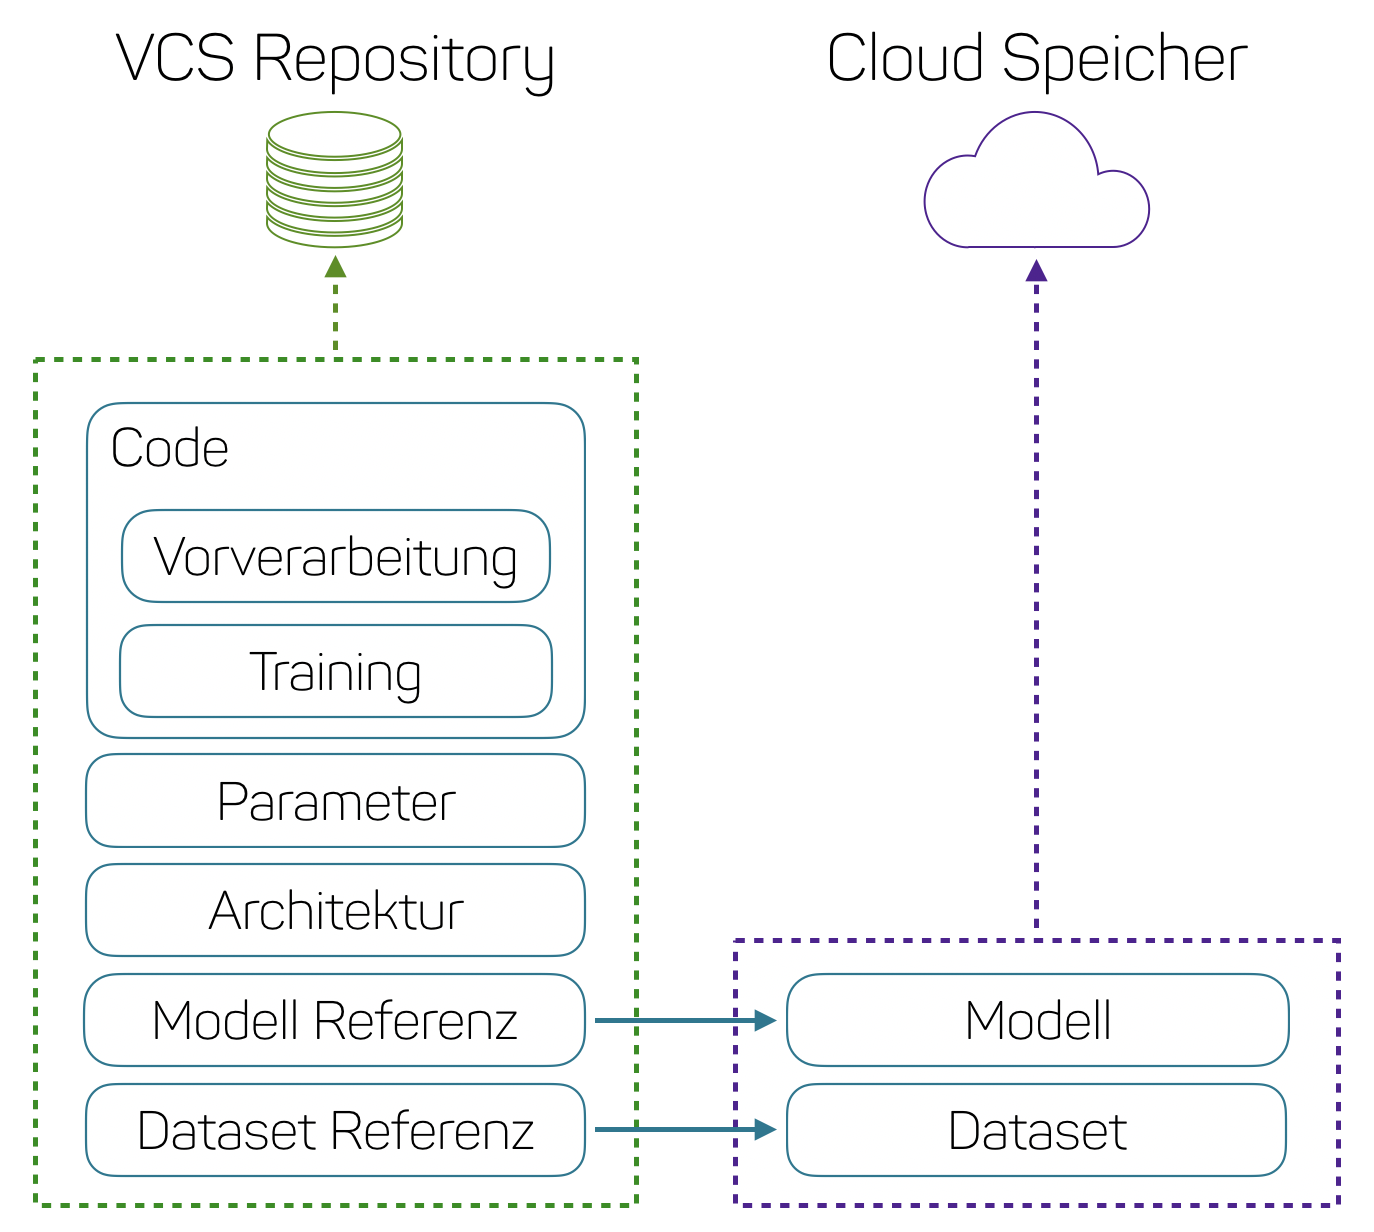 VCS Repository
Cloud Speicher
Code
Vorverarbeitung
Training
Parameter
Architektur
Modell Referenz
Modell
Dataset Referenz
Dataset